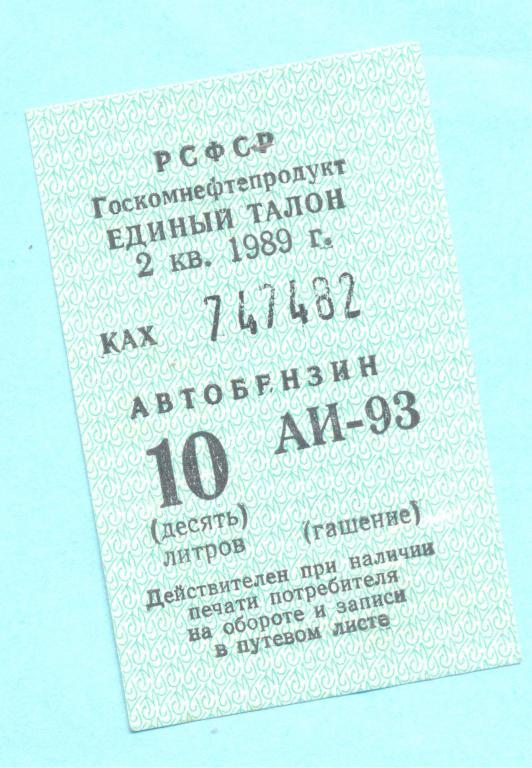 РСФСР
Госкомнефтепродукт
ЕДИНЫЙ ТАЛОН
2 кв. 1989 г.
КАХ 747482
АВТОБЕНЗИН
10 АИ-93
(десять) (гашение)
литров
Действителен при наличии
печати потребителя
на обороте и записи
в путевом листе